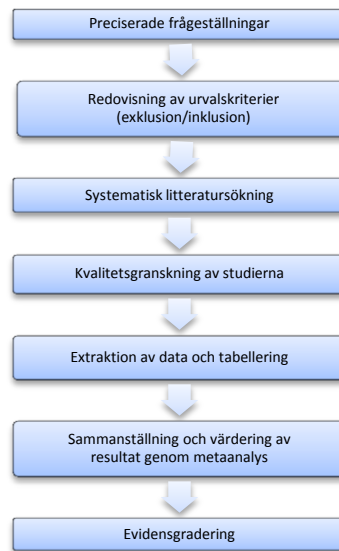 Preciserade frågeställningar
Redovisning av urvalskriterier
(exklusion/inklusion)
Systematisk litteratursökning
Kvalitetsgranskning av studierna
Extraktion av data och tabellering
Sammanställning och värdering av
resultat genom metaanalys
Evidensgradering